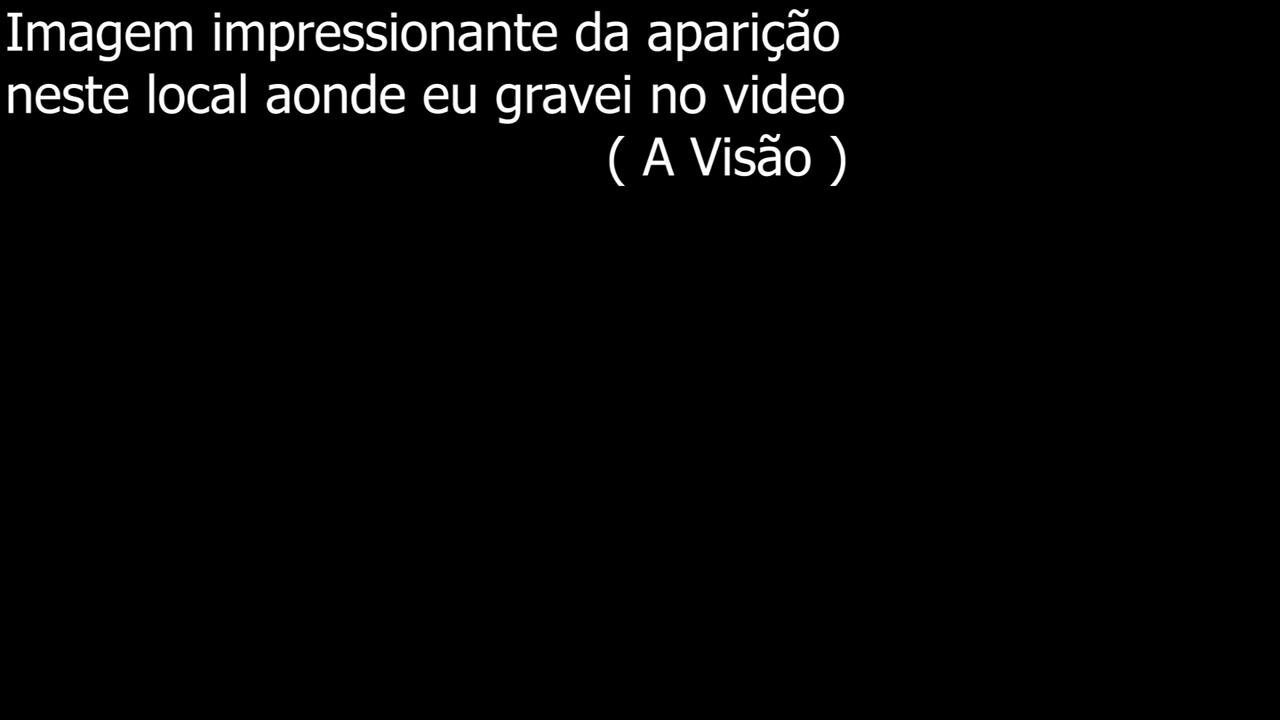 Imagem impressionante da aparição
neste local aonde eu gravei no video
( A Visão )